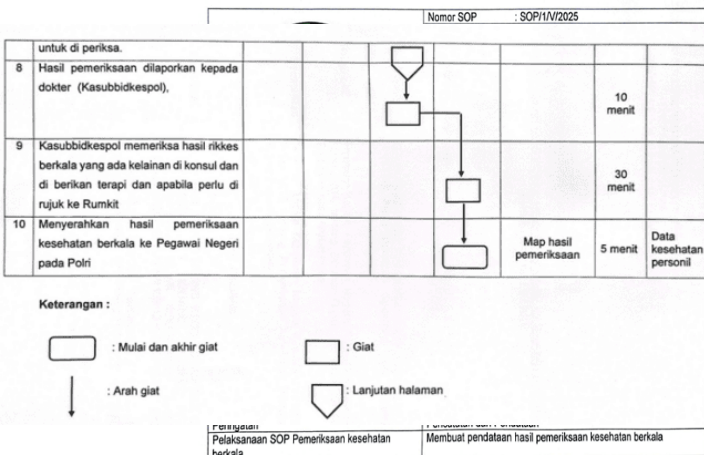 Nomor SOP : SOP/1/V/2025
untuk di periksa.
8 Hasil pemeriksaan dilaporkan kepada
dokter (Kasubbidkespol),
10
menit
9 Kasubbidkespol memeriksa hasil rikkes
berkala yang ada kelainan di konsul dan
di berikan terapi dan apabila perlu di
rujuk ke Rumkit
30
menit
10 Menyerahkan hasil pemeriksaan
kesehatan berkala ke Pegawai Negeri
pada Polri
Map hasil
pemeriksaan
5 menit
Data
kesehatan
personil
Keterangan :
: Mulai dan akhir giat
: Giat
: Arah giat
: Lanjutan halaman
Pelaksanaan SOP Pemeriksaan kesehatan
berkala
Membuat pendataan hasil pemeriksaan kesehatan berkala